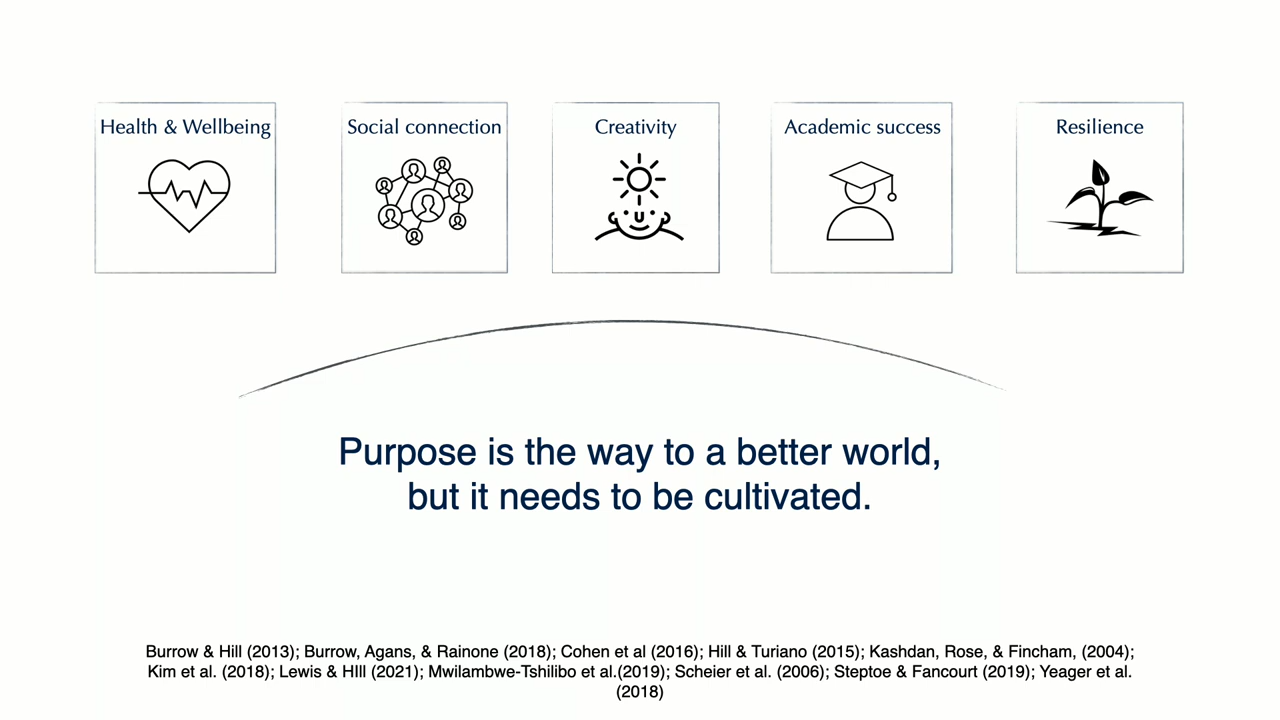 Health & Wellbeing
Social connection
Creativity
Academic success
Resilience
Purpose is the way to a better world,
but it needs to be cultivated.
Burrow & Hill (2013); Burrow, Agans, & Rainone (2018); Cohen et al (2016); Hill & Turiano (2015); Kashdan, Rose, & Fincham, (2004);
Kim et al. (2018); Lewis & HIll (2021); Mwilambwe-Tshilibo et al.(2019); Scheier et al. (2006); Steptoe & Fancourt (2019); Yeager et al.
(2018)